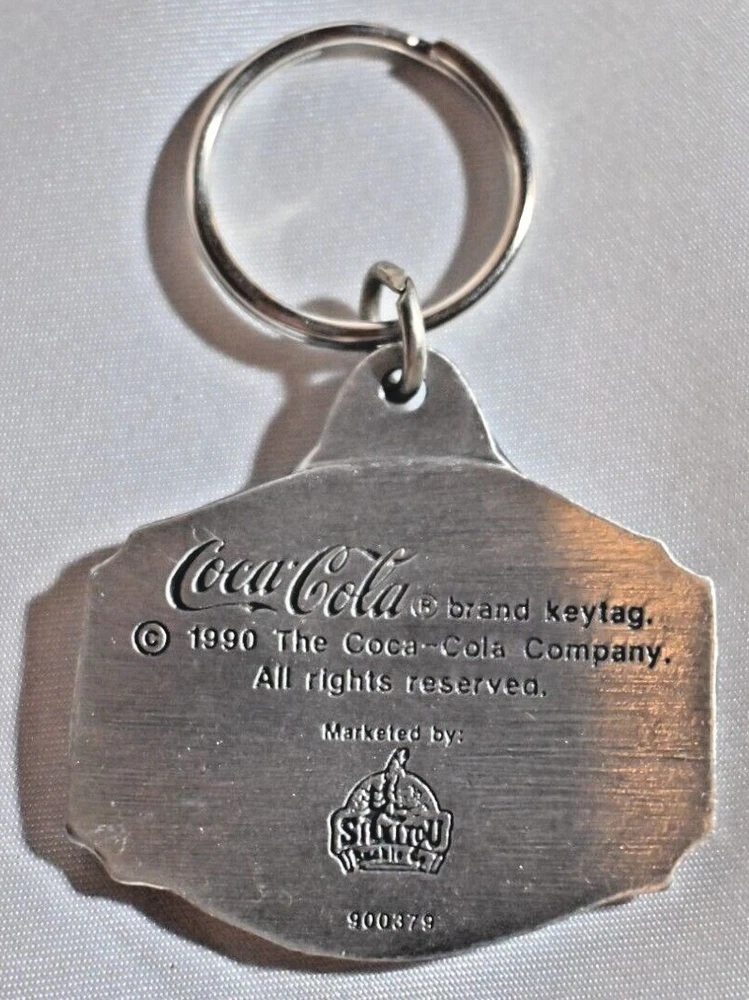 Coca-Cola ® brand keytag.
© 1990 The Coca-Cola Company.
All rights reserved.
Marketed by:
900379